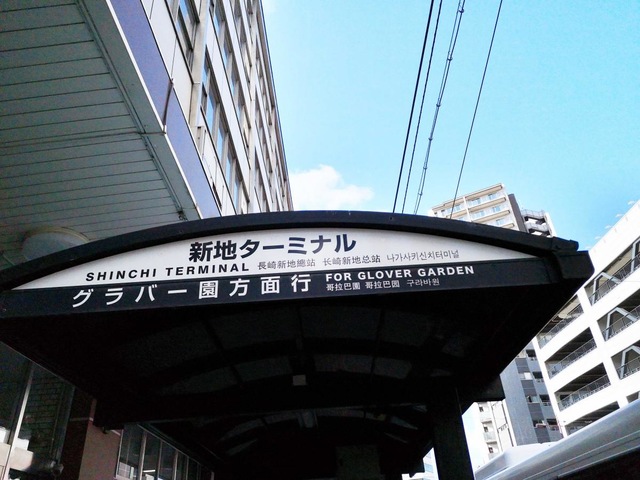 新地ターミナル
SHINCHI TERMINAL 長崎新地總站 长崎新地总站 나가사키신치터미널
グラバー園方面行 FOR GLOVER GARDEN
哥拉巴園 哥拉巴园 구라바원